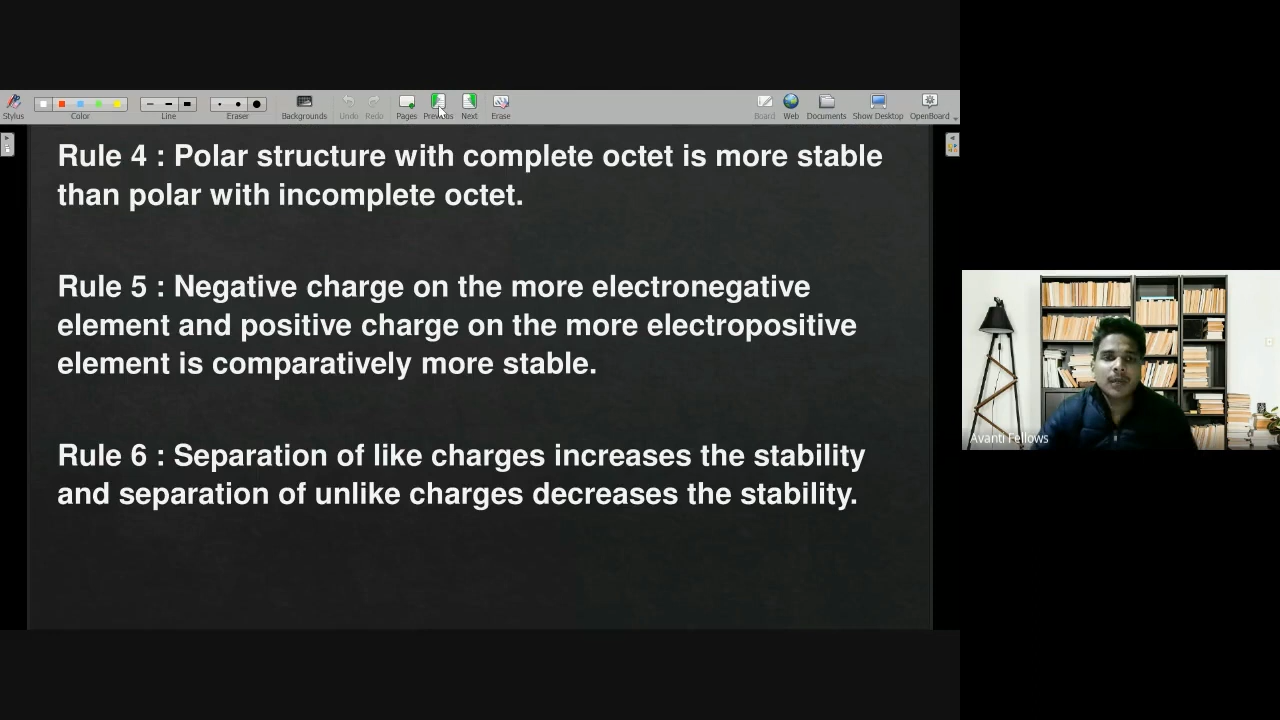 Stylus Color Line Eraser Backgrounds Undo Redo Pages Previous Next Erase Board Web Documents Show Desktop OpenBoard
Rule 4 : Polar structure with complete octet is more stable
than polar with incomplete octet.
Rule 5 : Negative charge on the more electronegative
element and positive charge on the more electropositive
element is comparatively more stable.
Rule 6 : Separation of like charges increases the stability
and separation of unlike charges decreases the stability.
Avanti Fellows